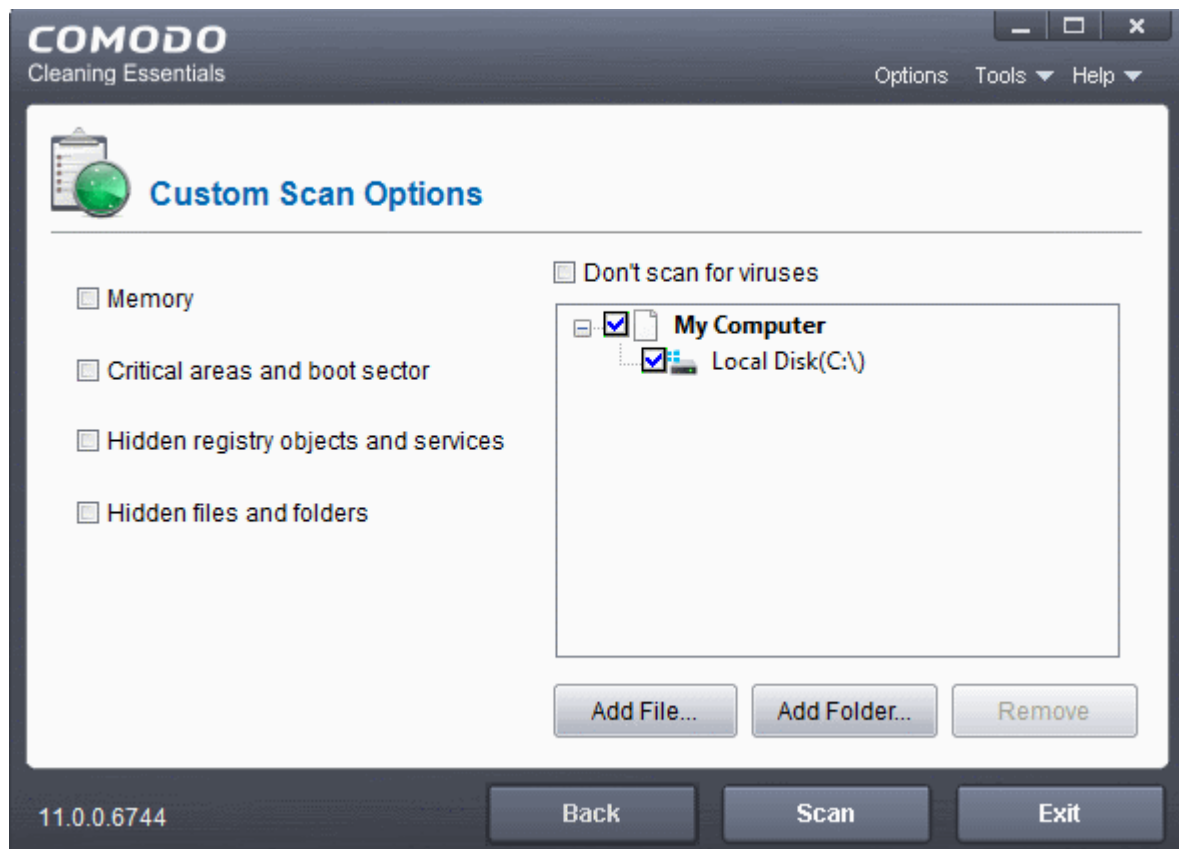 COMODO
Cleaning Essentials
Options Tools Help
Custom Scan Options
Memory
Critical areas and boot sector
Hidden registry objects and services
Hidden files and folders
Don't scan for viruses
My Computer
Local Disk(C:\)
Add File... Add Folder... Remove
11.0.0.6744 Back Scan Exit